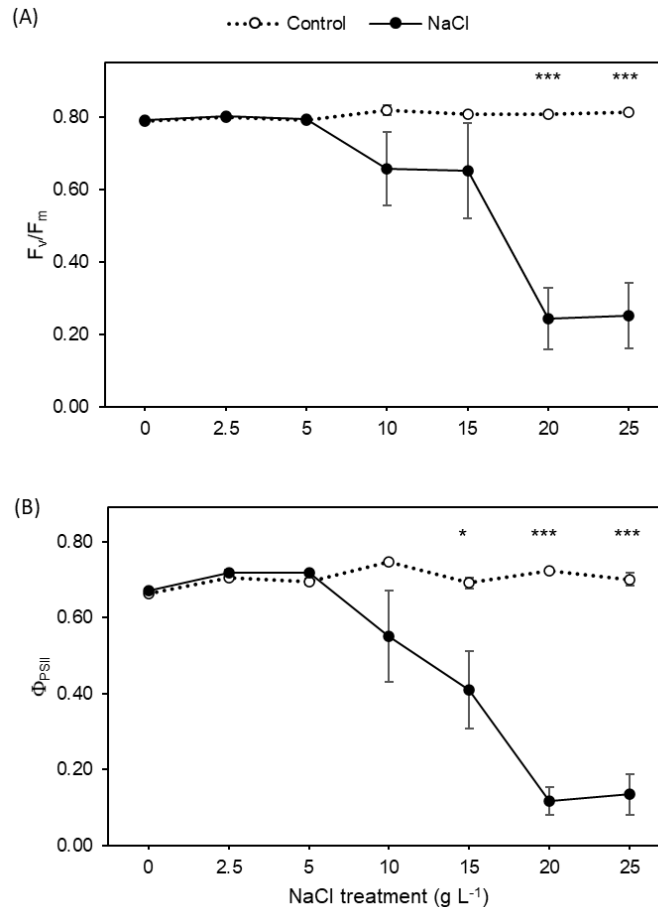 (A)
Control NaCl
*** ***
0.80
0.60
0.40
0.20
0.00
Fv/Fm
0 2.5 5 10 15 20 25
(B)
* *** ***
0.80
0.60
0.40
0.20
0.00
ΦPSII
0 2.5 5 10 15 20 25
NaCl treatment (g L-1)